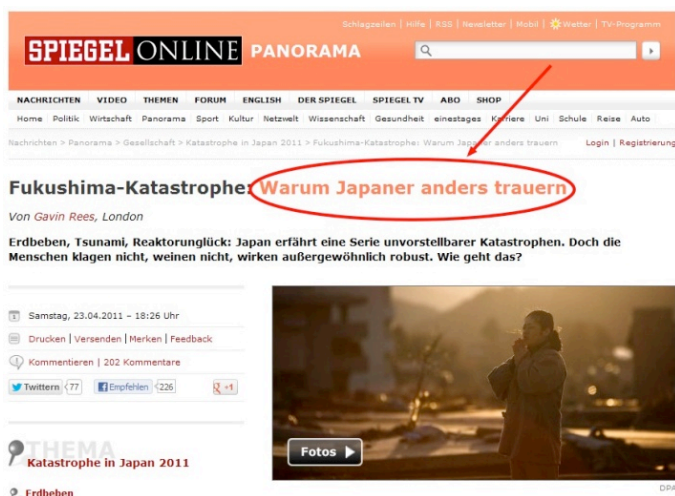 Schlagzeilen | Hilfe | RSS | Newsletter | Mobil | Wetter | TV-Programm
SPIEGEL ONLINE PANORAMA
NACHRICHTEN VIDEO THEMEN FORUM ENGLISH DER SPIEGEL SPIEGEL TV ABO SHOP
Home Politik Wirtschaft Panorama Sport Kultur Netzwelt Wissenschaft Gesundheit einestages Karriere Uni Schule Reise Auto
Nachrichten > Panorama > Gesellschaft > Katastrophe in Japan 2011 > Fukushima-Katastrophe: Warum Japaner anders trauern Login | Registrierung
Fukushima-Katastrophe: Warum Japaner anders trauern
Von Gavin Rees, London
Erdbeben, Tsunami, Reaktorunglück: Japan erfährt eine Serie unvorstellbarer Katastrophen. Doch die
Menschen klagen nicht, weinen nicht, wirken außergewöhnlich robust. Wie geht das?
Samstag, 23.04.2011 – 18:26 Uhr
Drucken | Versenden | Merken | Feedback
Kommentieren | 202 Kommentare
Twittern 77 Empfehlen 226 +1
THEMA
Katastrophe in Japan 2011
Erdbeben
Fotos
DPA